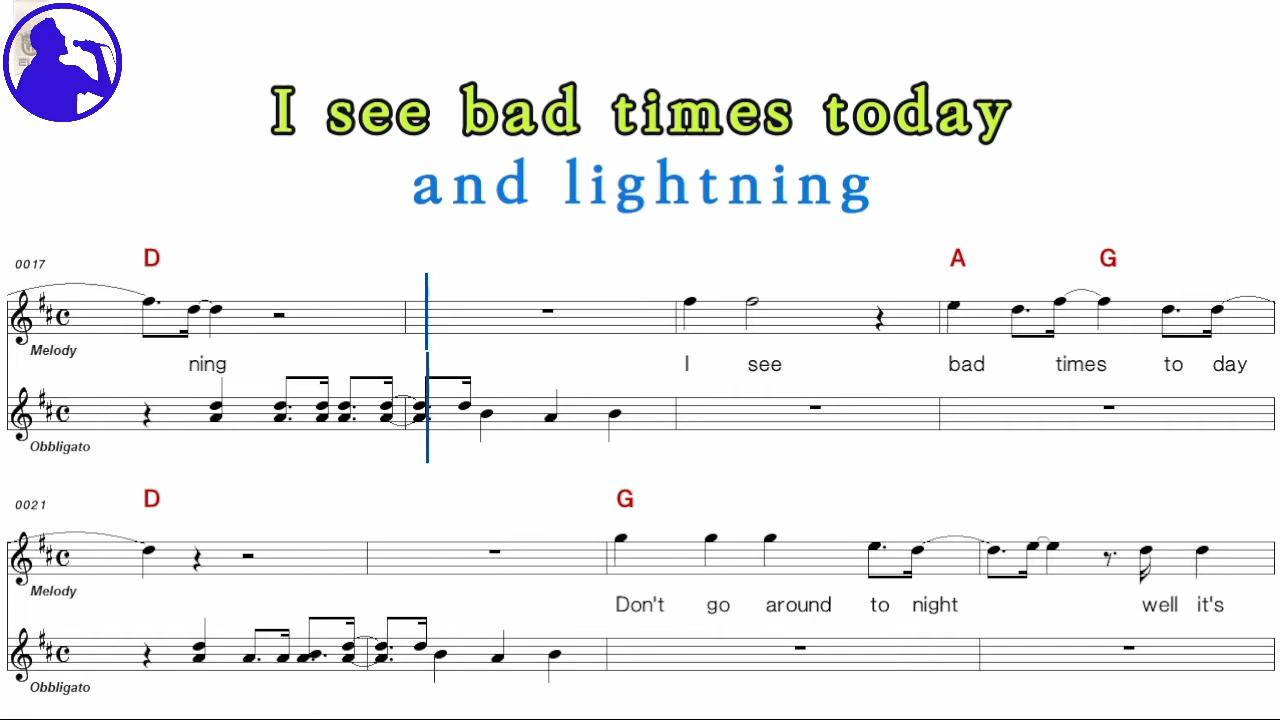 I see bad times today
and lightning
0017
D A G
Melody
ning I see bad times to day
Obbligato
0021
D G
Melody
Don't go around to night well it's
Obbligato